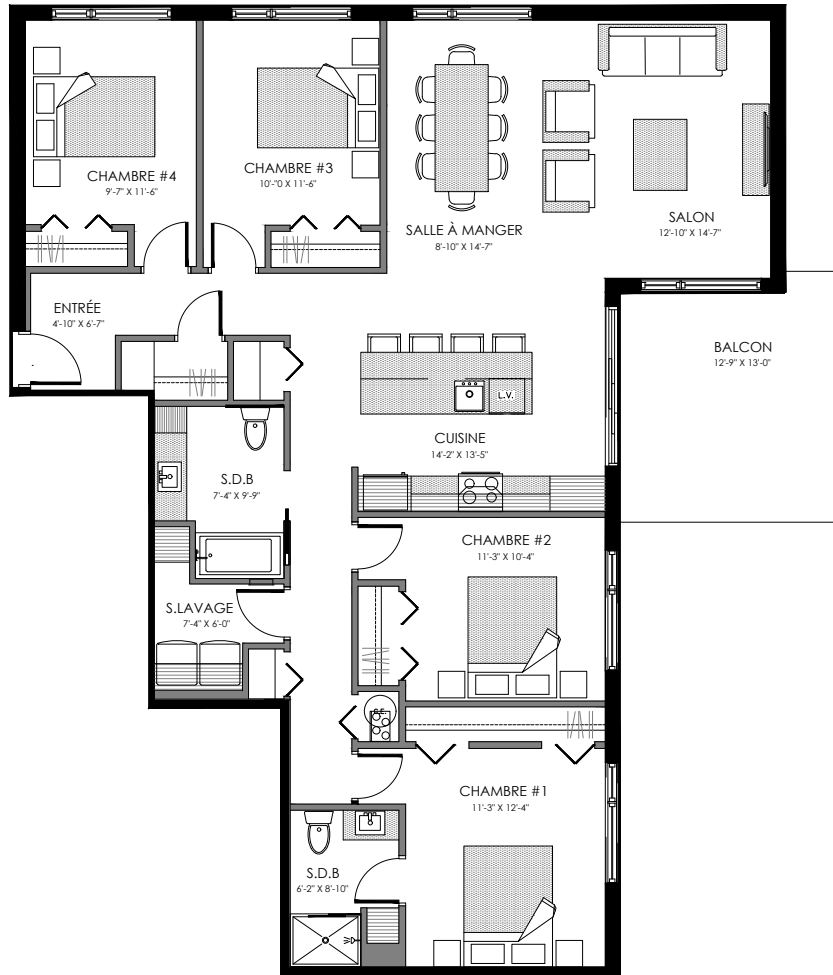 CHAMBRE #4
9'-7" X 11'-6"
CHAMBRE #3
10'-"0 X 11'-6"
SALLE À MANGER
8'-10" X 14'-7"
SALON
12'-10" X 14'-7"
ENTRÉE
4'-10" X 6'-7"
BALCON
12'-9" X 13'-0"
L.V.
CUISINE
14'-2" X 13'-5"
S.D.B
7'-4" X 9'-9"
CHAMBRE #2
11'-3" X 10'-4"
S.LAVAGE
7'-4" X 6'-0"
CHAMBRE #1
11'-3" X 12'-4"
S.D.B
6'-2" X 8'-10"